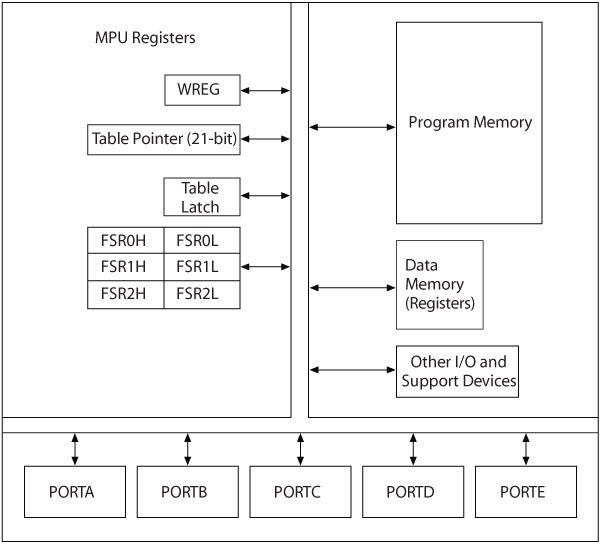 MPU Registers
WREG
Table Pointer (21-bit)
Table
Latch
FSR0H FSR0L
FSR1H FSR1L
FSR2H FSR2L
Program Memory
Data
Memory
(Registers)
Other I/O and
Support Devices
PORTA PORTB PORTC PORTD PORTE